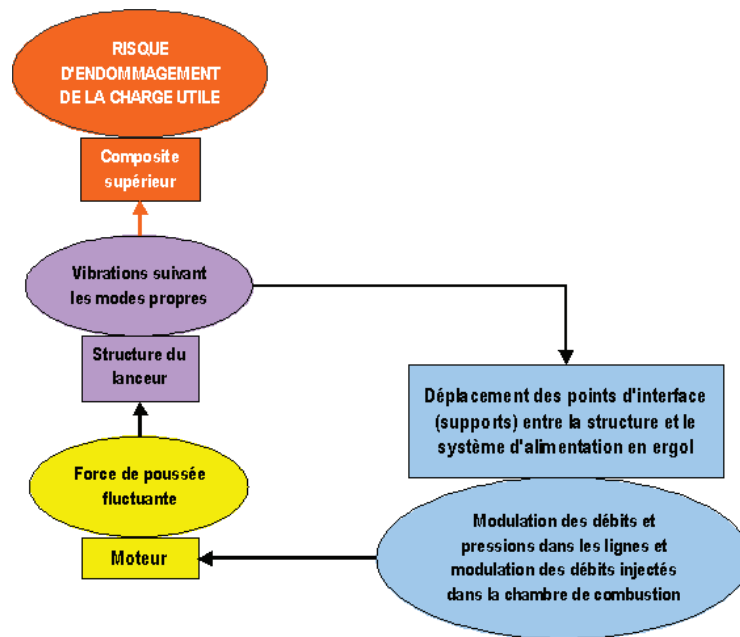 RISQUE
D'ENDOMMAGEMENT
DE LA CHARGE UTILE
Composite
supérieur
Vibrations suivant
les modes propres
Structure du
lanceur
Déplacement des points d'interface
(supports) entre la structure et le
système d'alimentation en ergol
Force de poussée
fluctuante
Modulation des débits et
pressions dans les lignes et
modulation des débits injectés
dans la chambre de combustion
Moteur